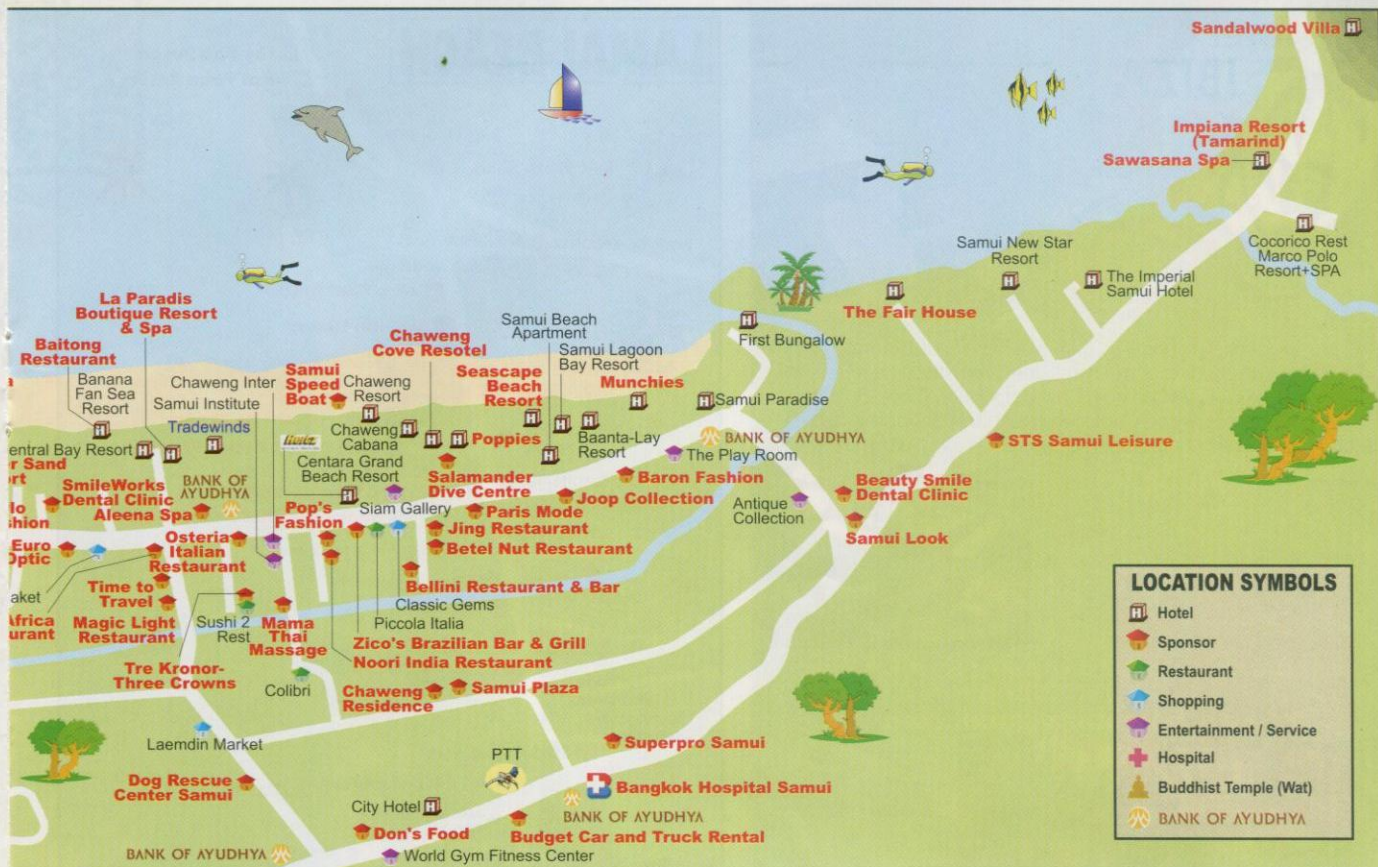 Sandalwood Villa
Impiana Resort
(Tamarind)
Sawasana Spa
Cocorico Rest
Marco Polo
Resort+SPA
Samui New Star
Resort
The Imperial
Samui Hotel
The Fair House
First Bungalow
La Paradis
Boutique Resort
& Spa
Baitong
Restaurant
Banana
Fan Sea
Resort
Chaweng Inter
Samui Institute
Tradewinds
Samui
Speed
Boat
Chaweng
Resort
Chaweng
Cove Resotel
Samui Beach
Apartment
Samui Lagoon
Bay Resort
Seascape
Beach
Resort
Munchies
Samui Paradise
Chaweng
Cabana
Poppies
Baanta-Lay
Resort
BANK OF AYUDHYA
The Play Room
STS Samui Leisure
entral Bay Resort
er Sand
rt
Hertz
Centara Grand
Beach Resort
Salamander
Dive Centre
Baron Fashion
SmileWorks
Dental Clinic
Aleena Spa
BANK OF
AYUDHYA
lo
shion
Pop's
Fashion
Siam Gallery
Paris Mode
Joop Collection
Antique
Collection
Beauty Smile
Dental Clinic
Samui Look
Euro
Optic
Osteria
Italian
Restaurant
Jing Restaurant
Betel Nut Restaurant
Bellini Restaurant & Bar
Classic Gems
Piccola Italia
aket
Time to
Travel
Africa
urant
Magic Light
Restaurant
Sushi 2
Rest
Mama
Thai
Massage
Zico's Brazilian Bar & Grill
Noori India Restaurant
Tre Kronor-
Three Crowns
Colibri
Chaweng
Residence
Samui Plaza
Laemdin Market
PTT
Superpro Samui
Dog Rescue
Center Samui
Bangkok Hospital Samui
City Hotel
BANK OF AYUDHYA
Don's Food
Budget Car and Truck Rental
BANK OF AYUDHYA
World Gym Fitness Center
LOCATION SYMBOLS
Hotel
Sponsor
Restaurant
Shopping
Entertainment / Service
Hospital
Buddhist Temple (Wat)
BANK OF AYUDHYA